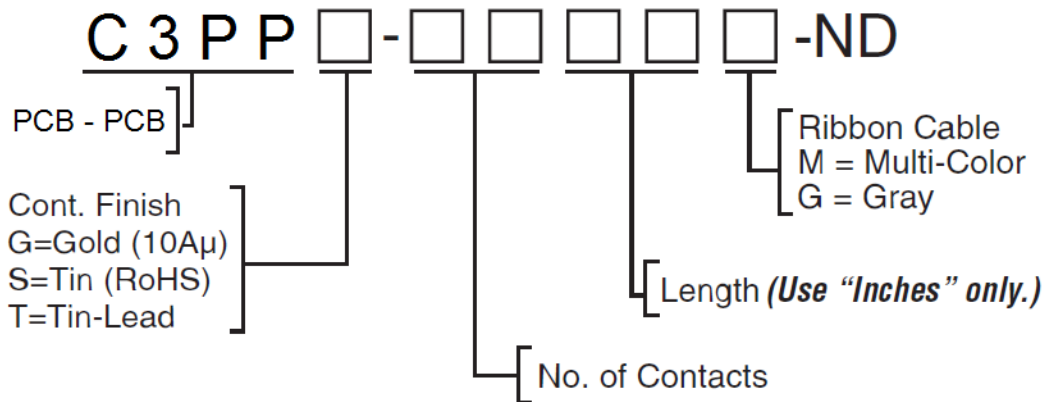 C 3 P P □ - □ □ □ □ □ -ND
PCB - PCB
Ribbon Cable
M = Multi-Color
G = Gray
Cont. Finish
G=Gold (10Aµ)
S=Tin (RoHS)
T=Tin-Lead
Length (Use “Inches” only.)
No. of Contacts